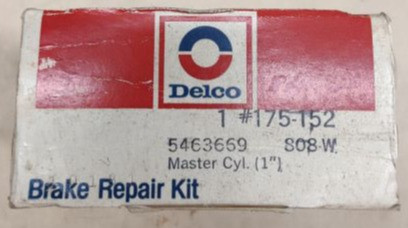 Delco
1 #175-152
5463669 808-W
Master Cyl. (1")
Brake Repair Kit